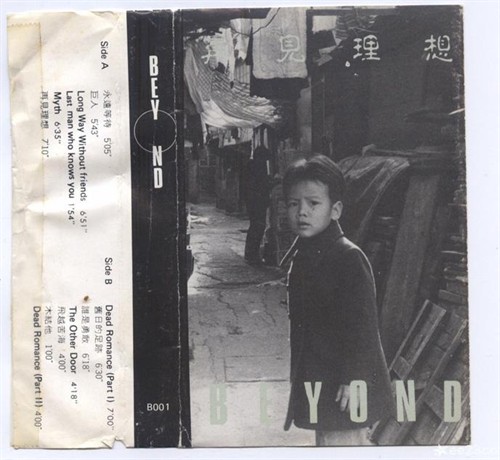 Side A
永遠等待 5'05"
巨人 5'43"
Long Way Without friends 6'51"
Last man who knows you 1'54"
Myth 6'35"
再見理想 7'10"
Side B
Dead Romance (Part I) 7'00"
舊日的足跡 6'30"
誰是勇敢 6'18"
The Other Door 4'18"
飛越苦海 4'00"
木結他 1'00"
Dead Romance (Part II) 4'00"
BEYOND
B001
再見理想
BEYOND